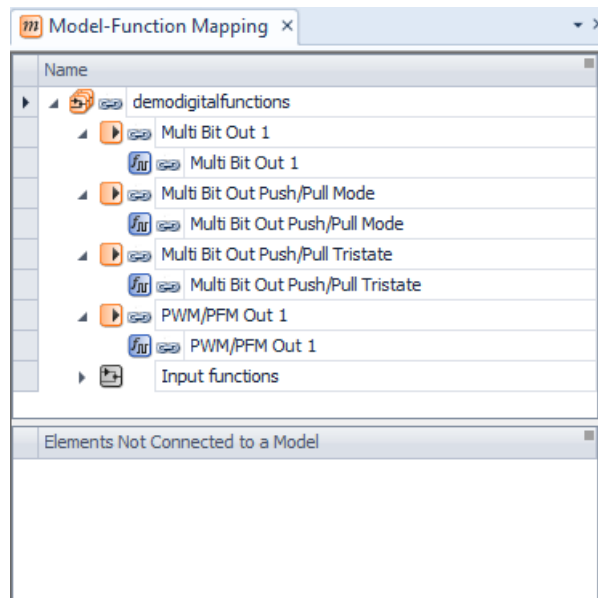 Model-Function Mapping
Name
demodigitalfunctions
Multi Bit Out 1
Multi Bit Out 1
Multi Bit Out Push/Pull Mode
Multi Bit Out Push/Pull Mode
Multi Bit Out Push/Pull Tristate
Multi Bit Out Push/Pull Tristate
PWM/PFM Out 1
PWM/PFM Out 1
Input functions
Elements Not Connected to a Model